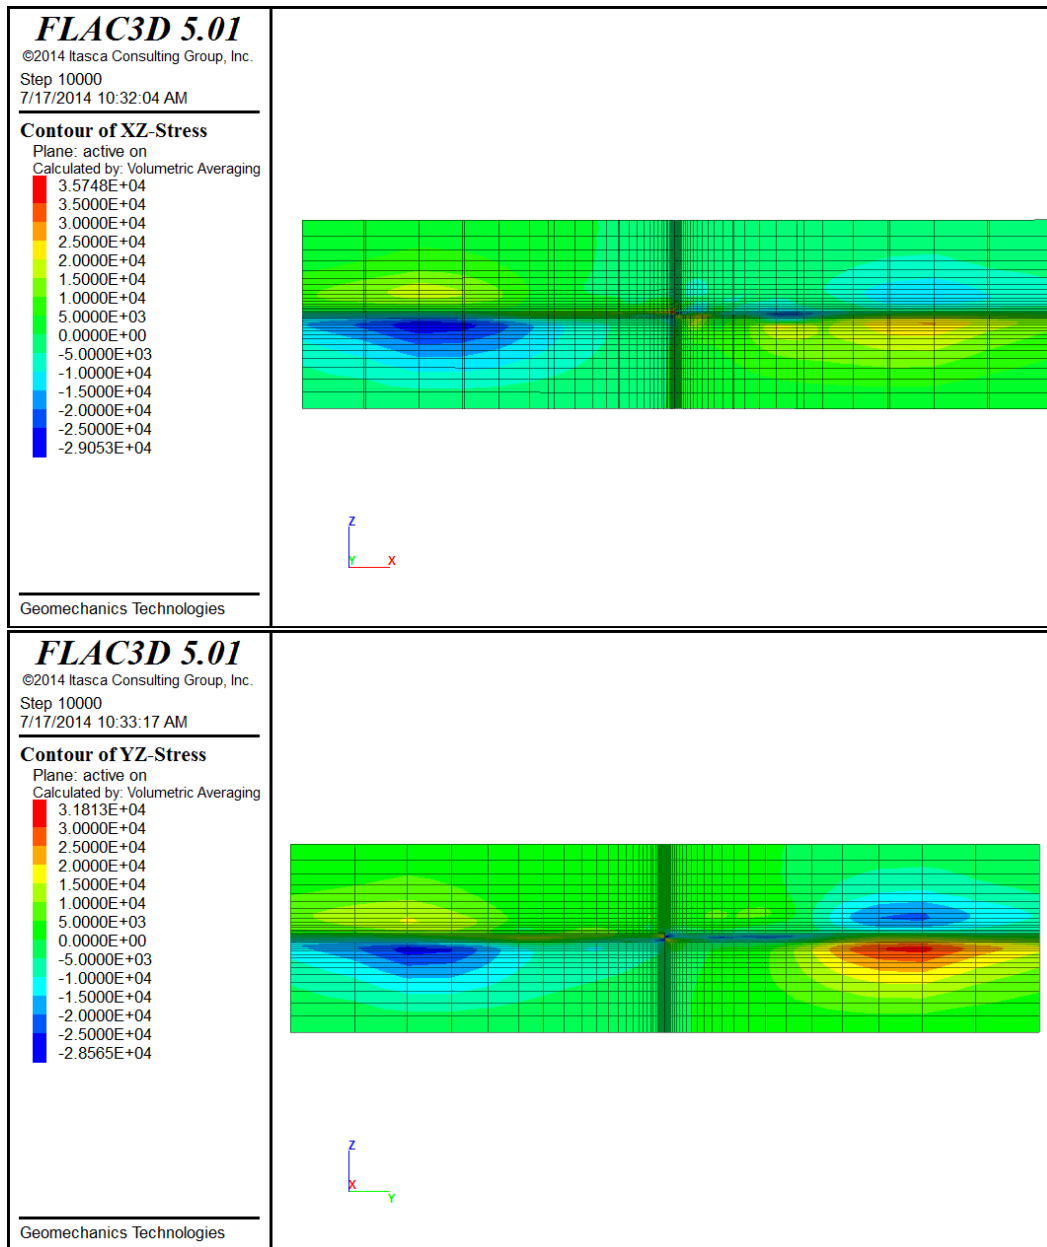 FLAC3D 5.01
©2014 Itasca Consulting Group, Inc.
Step 10000
7/17/2014 10:32:04 AM
Contour of XZ-Stress
Plane: active on
Calculated by: Volumetric Averaging
3.5748E+04
3.5000E+04
3.0000E+04
2.5000E+04
2.0000E+04
1.5000E+04
1.0000E+04
5.0000E+03
0.0000E+00
-5.0000E+03
-1.0000E+04
-1.5000E+04
-2.0000E+04
-2.5000E+04
-2.9053E+04
Z
Y X
Geomechanics Technologies
FLAC3D 5.01
©2014 Itasca Consulting Group, Inc.
Step 10000
7/17/2014 10:33:17 AM
Contour of YZ-Stress
Plane: active on
Calculated by: Volumetric Averaging
3.1813E+04
3.0000E+04
2.5000E+04
2.0000E+04
1.5000E+04
1.0000E+04
5.0000E+03
0.0000E+00
-5.0000E+03
-1.0000E+04
-1.5000E+04
-2.0000E+04
-2.5000E+04
-2.8565E+04
Z
X Y
Geomechanics Technologies